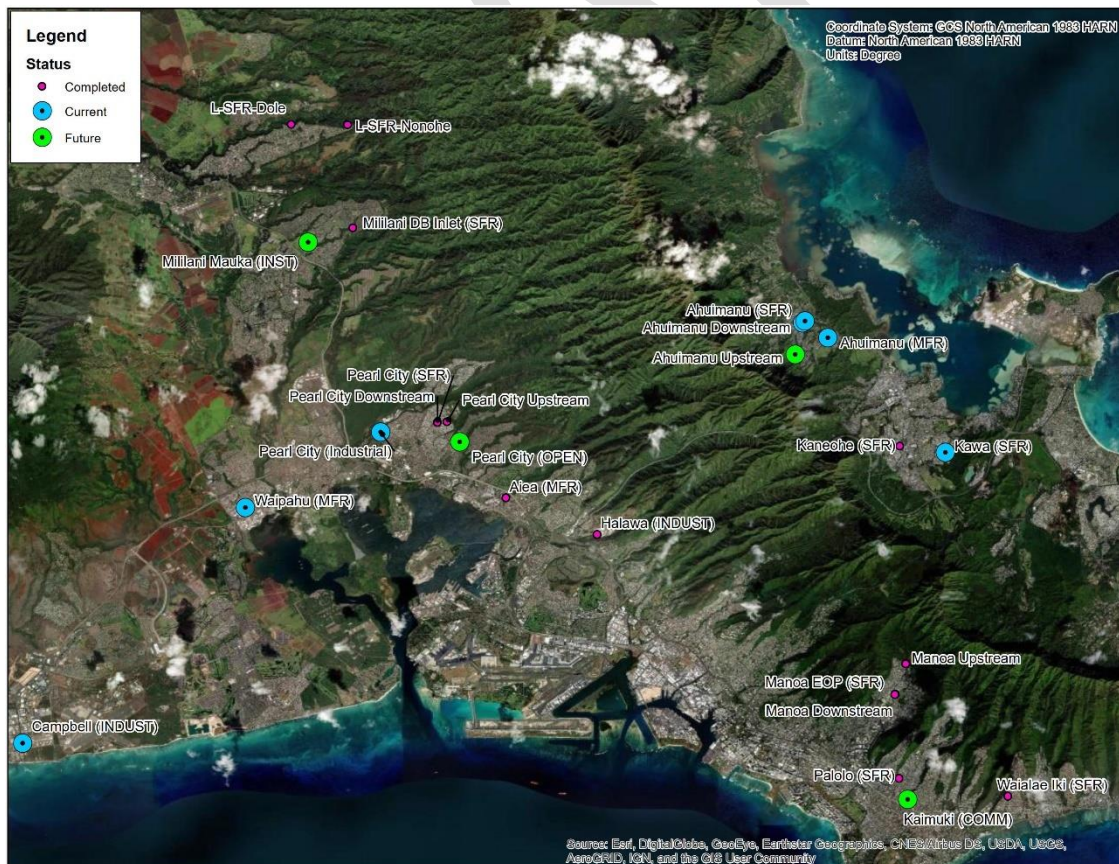 Legend
Status
Completed
Current
Future
Coordinate System: GCS North American 1983 HARN
Datum: North American 1983 HARN
Units: Degree
L-SFR-Dole
L-SFR-Nonohe
Mililani DB Inlet (SFR)
Mililani Mauka (INST)
Ahuimanu (SFR)
Ahuimanu Downstream
Ahuimanu (MFR)
Ahuimanu Upstream
Pearl City (SFR)
Pearl City Downstream
Pearl City Upstream
Pearl City (Industrial)
Pearl City (OPEN)
Kaneohe (SFR)
Kawa (SFR)
Waipahu (MFR)
Aiea (MFR)
Halawa (INDUST)
Manoa Upstream
Manoa EOP (SFR)
Manoa Downstream
Campbell (INDUST)
Palolo (SFR)
Waialae Iki (SFR)
Kaimuki (COMM)
Source: Esri, DigitalGlobe, GeoEye, Earthstar Geographics, CNES/Airbus DS, USDA, USGS,
AeroGRID, IGN, and the GIS User Community